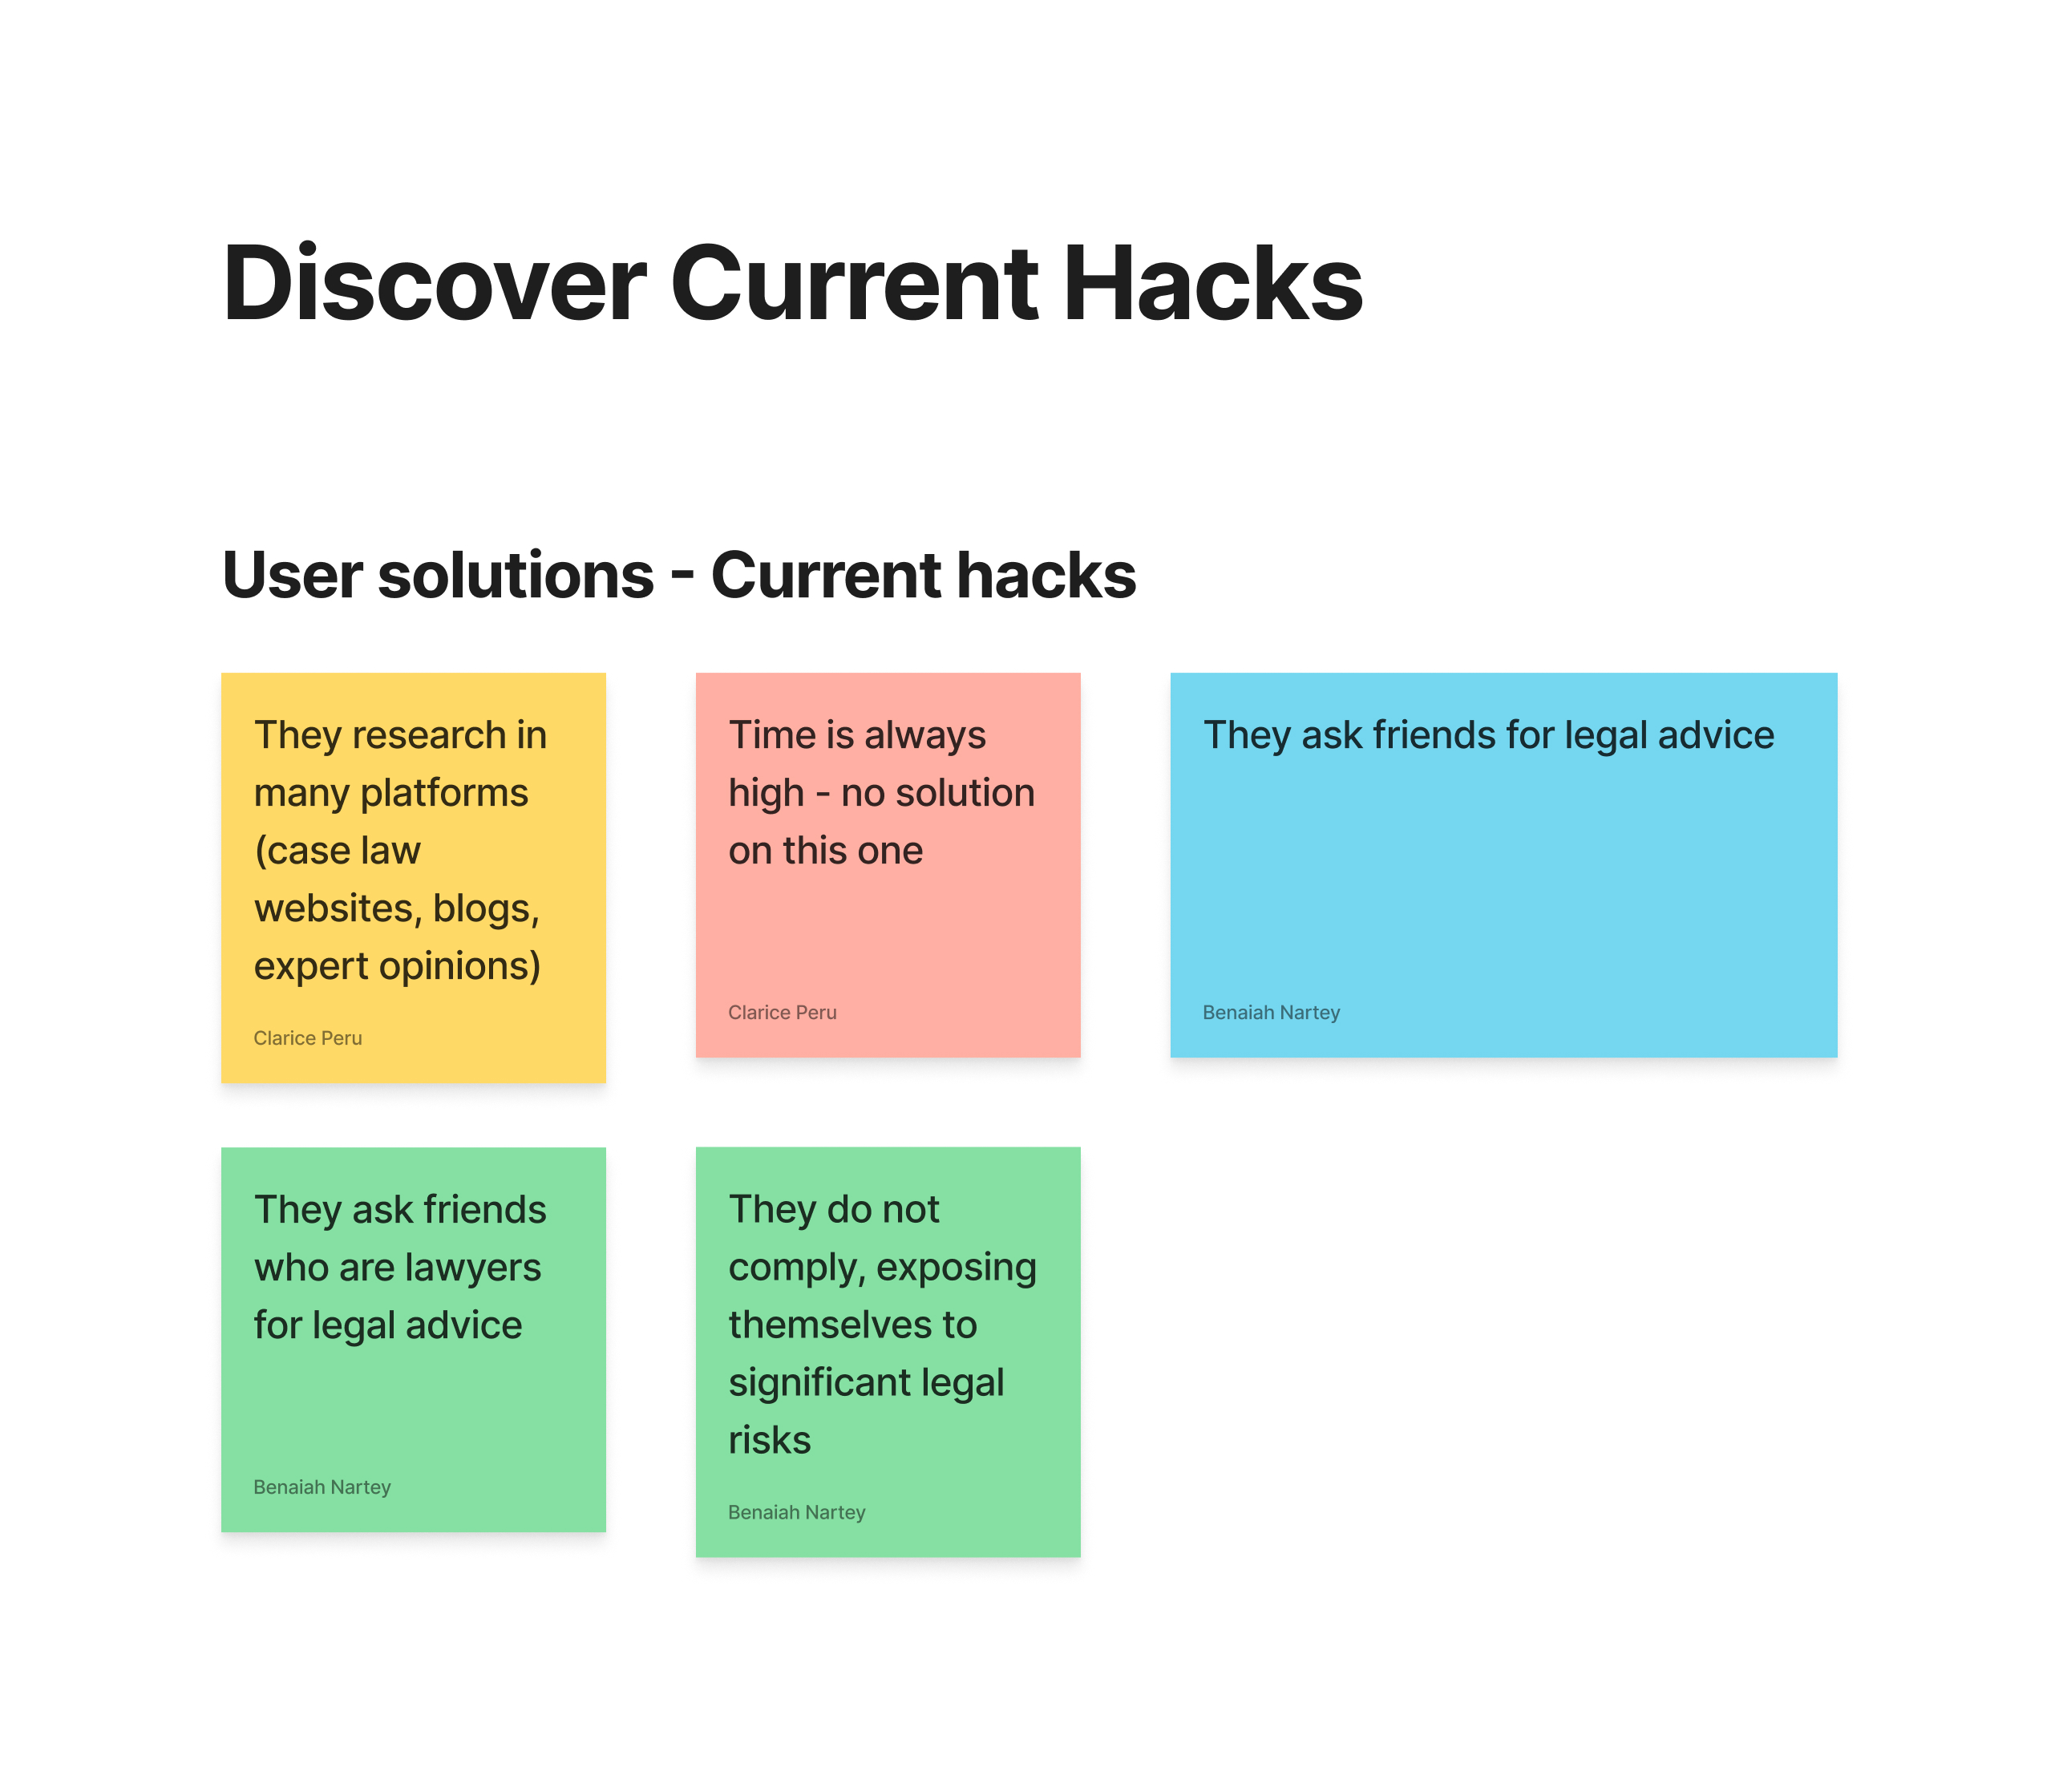 Discover Current Hacks
User solutions - Current hacks
They research in
many platforms
(case law
websites, blogs,
expert opinions)
Clarice Peru
Time is always
high - no solution
on this one
Clarice Peru
They ask friends for legal advice
Benaiah Nartey
They ask friends
who are lawyers
for legal advice
Benaiah Nartey
They do not
comply, exposing
themselves to
significant legal
risks
Benaiah Nartey